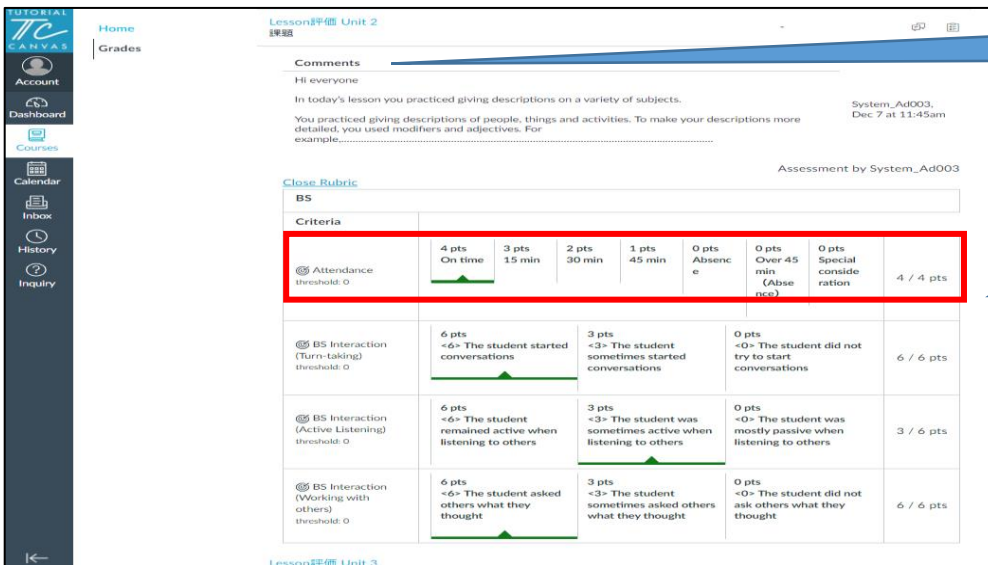 TUTORIAL
TC
CANVAS
Account
Dashboard
Courses
Calendar
Inbox
History
Inquiry
Home
Grades
Lesson評価 Unit 2
課題
-
Comments
Hi everyone
In today's lesson you practiced giving descriptions on a variety of subjects.
You practiced giving descriptions of people, things and activities. To make your descriptions more
detailed, you used modifiers and adjectives. For
example,......................................................................................................................
System_Ad003,
Dec 7 at 11:45am
Assessment by System_Ad003
Close Rubric
BS
Criteria
Attendance
threshold: 0
4 pts
On time
3 pts
15 min
2 pts
30 min
1 pts
45 min
0 pts
Absenc
e
0 pts
Over 45
min
(Abse
nce)
0 pts
Special
conside
ration
4 / 4 pts
BS Interaction
(Turn-taking)
threshold: 0
6 pts
<6> The student started
conversations
3 pts
<3> The student
sometimes started
conversations
0 pts
<0> The student did not
try to start
conversations
6 / 6 pts
BS Interaction
(Active Listening)
threshold: 0
6 pts
<6> The student
remained active when
listening to others
3 pts
<3> The student was
sometimes active when
listening to others
0 pts
<0> The student was
mostly passive when
listening to others
3 / 6 pts
BS Interaction
(Working with
others)
threshold: 0
6 pts
<6> The student asked
others what they
thought
3 pts
<3> The student
sometimes asked others
what they thought
0 pts
<0> The student did not
ask others what they
thought
6 / 6 pts
Lesson評価 Unit 3